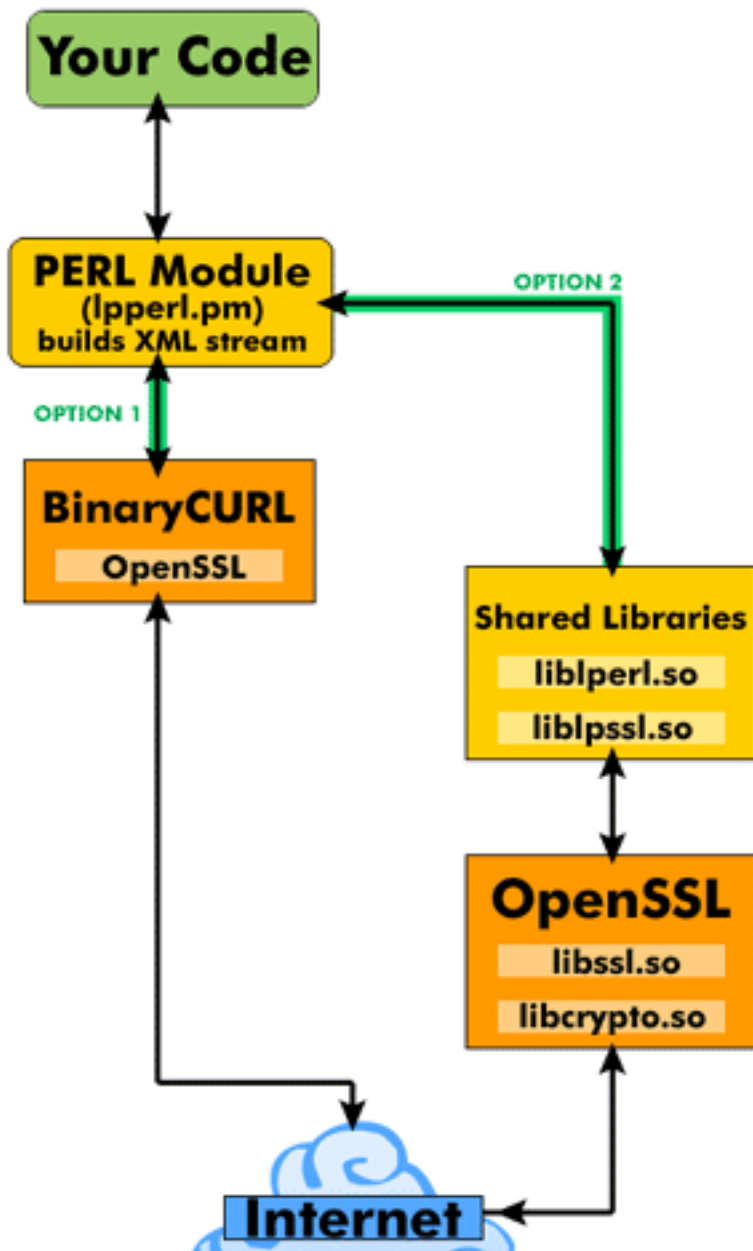 Your Code
PERL Module
(lpperl.pm)
builds XML stream
OPTION 2
OPTION 1
BinaryCURL
OpenSSL
Shared Libraries
liblperl.so
liblpssl.so
OpenSSL
libssl.so
libcrypto.so
Internet